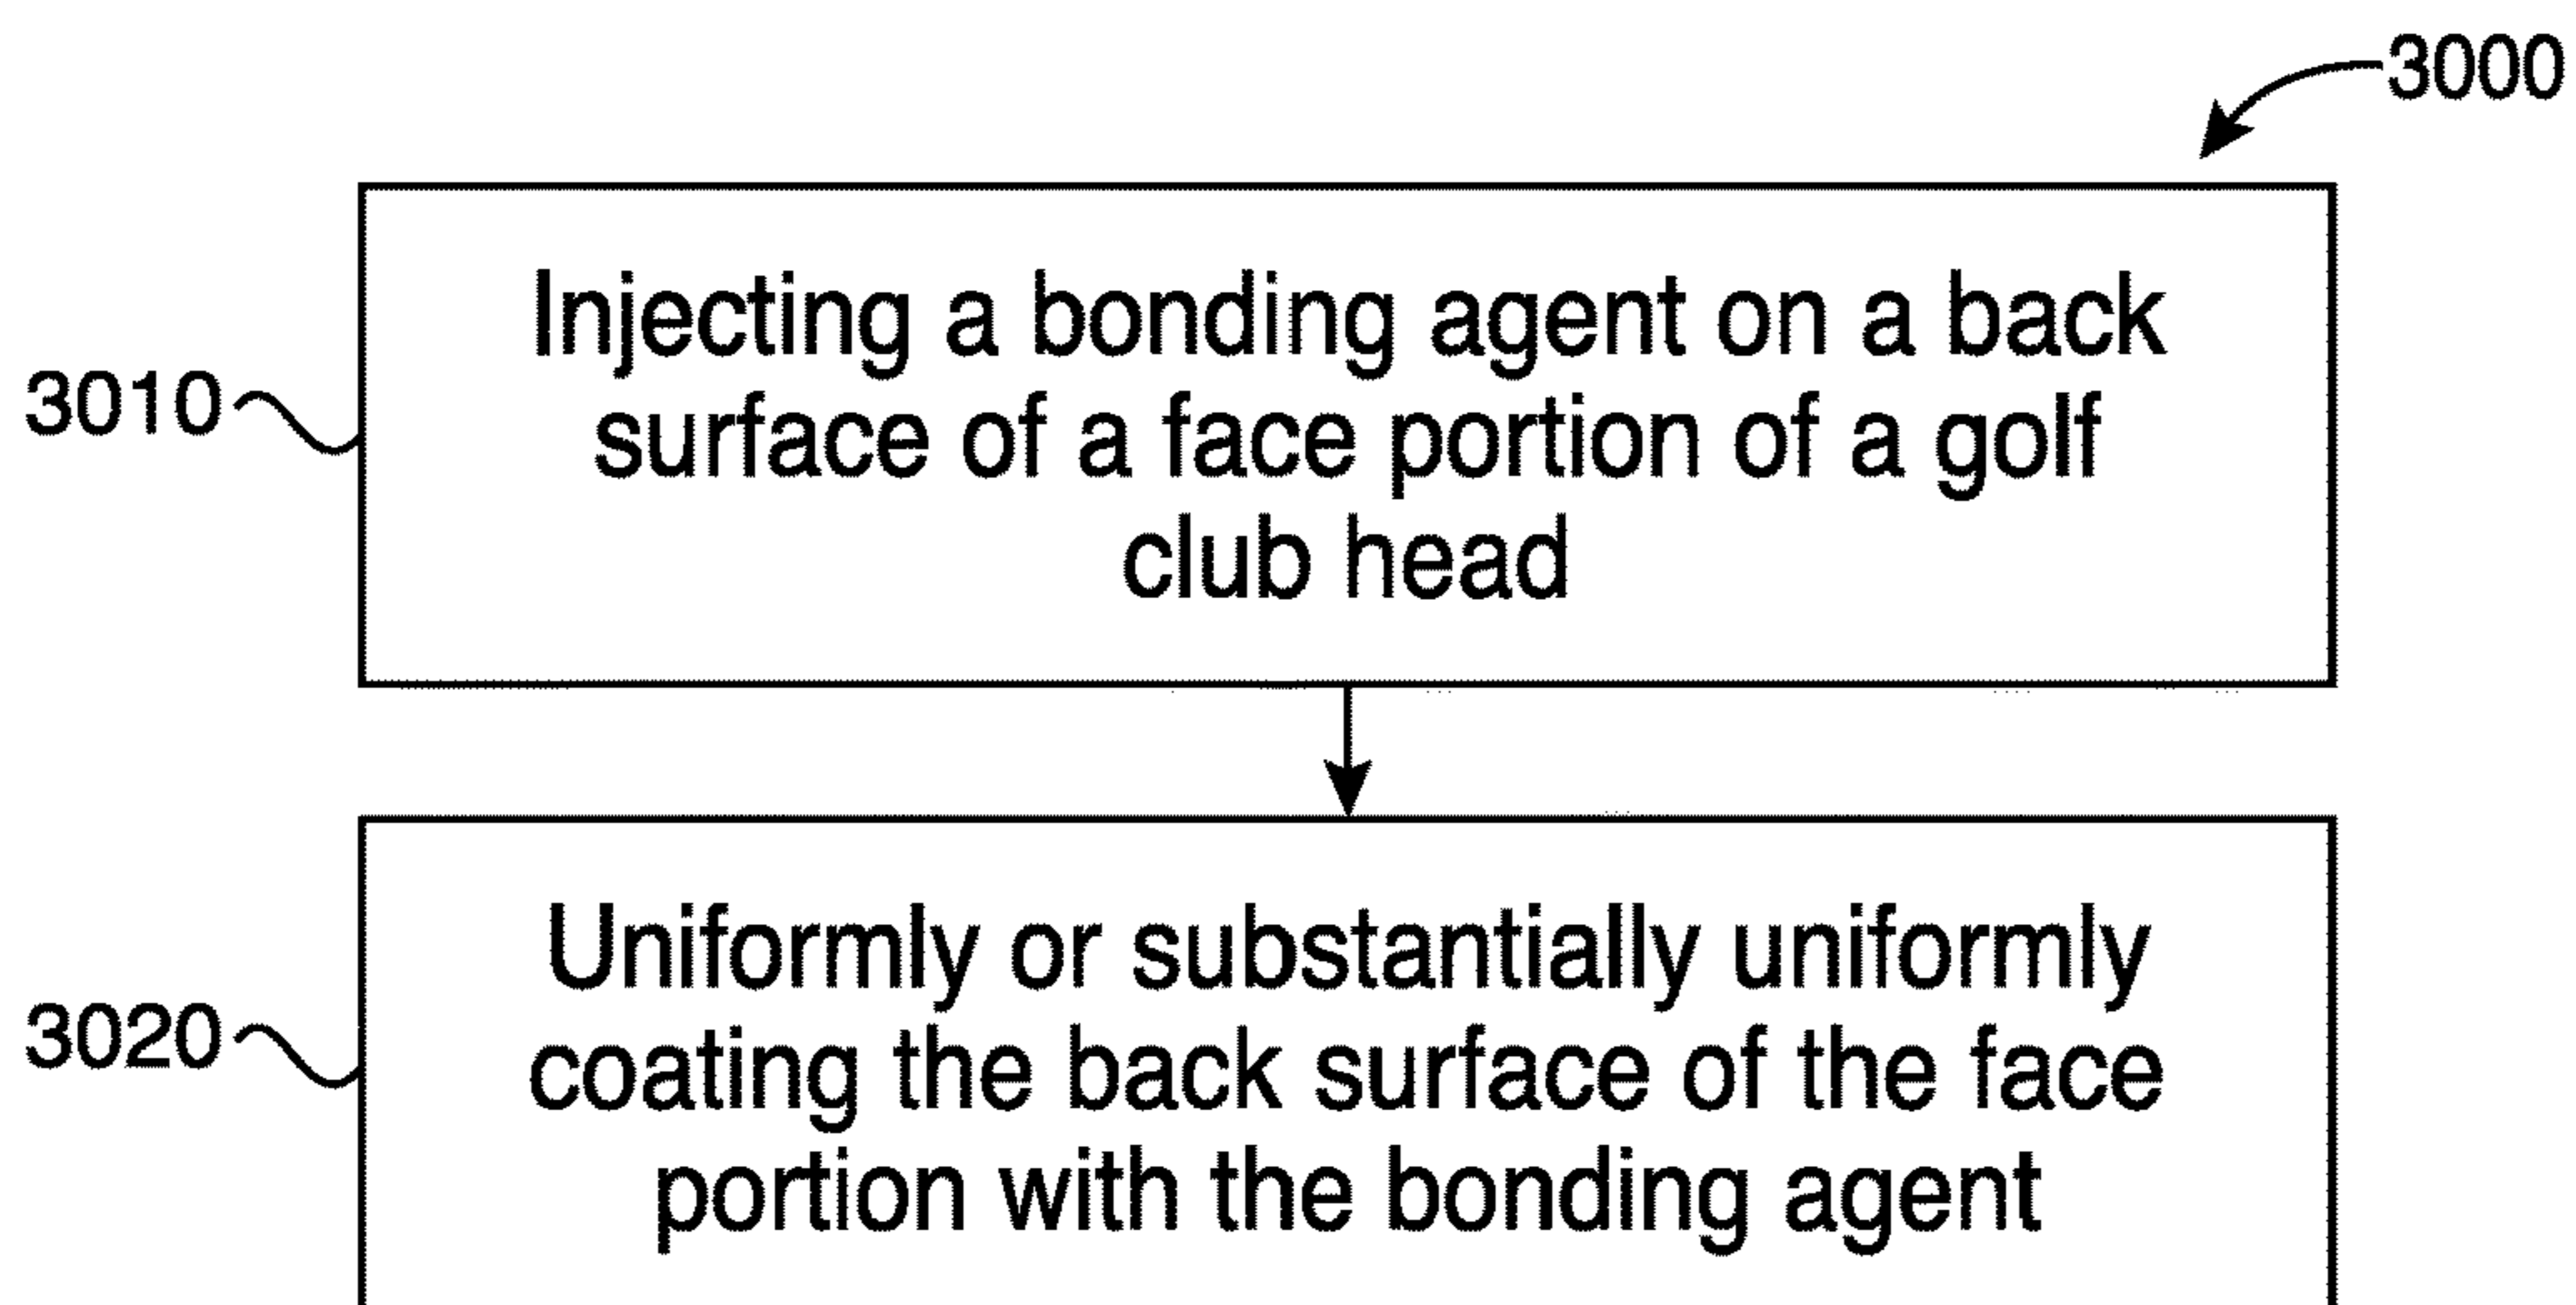 3000
Injecting a bonding agent on a back
surface of a face portion of a golf
club head
3010
Uniformly or substantially uniformly
coating the back surface of the face
portion with the bonding agent
3020